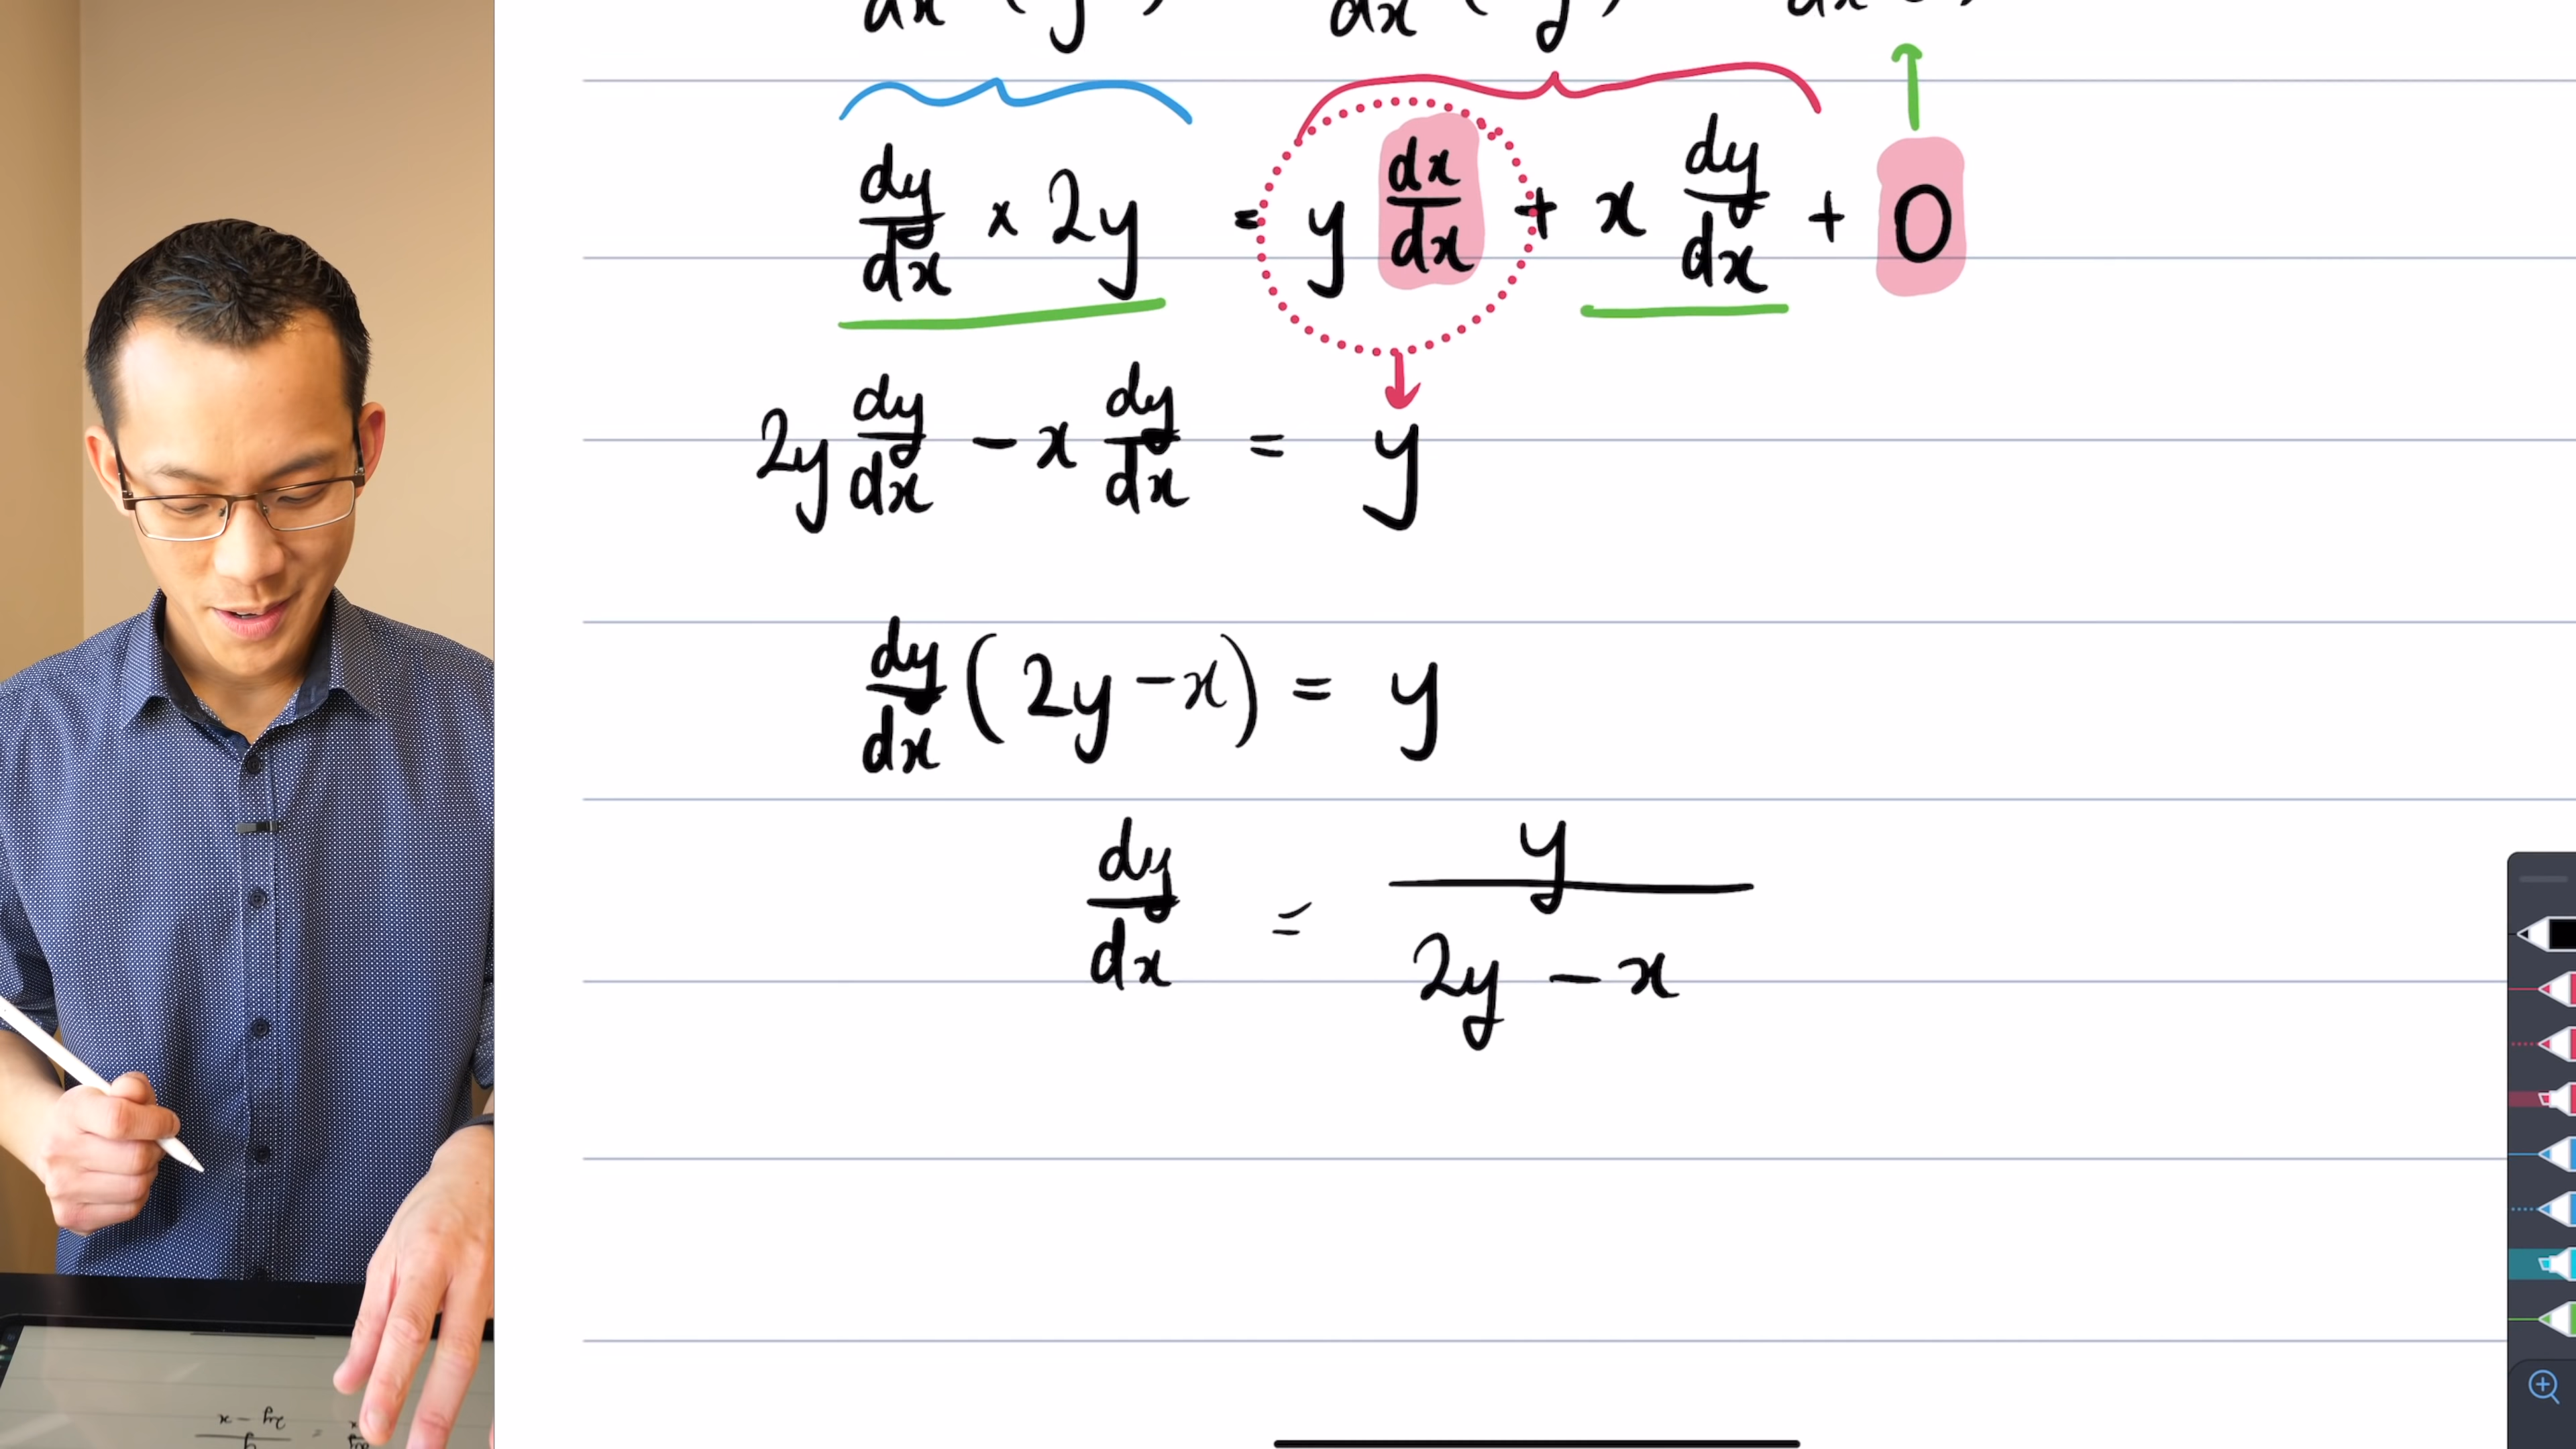 dy/dx × 2y = y dx/dx + x dy/dx + 0
2y dy/dx − x dy/dx = y
dy/dx (2y − x) = y
dy/dx = y/(2y − x)